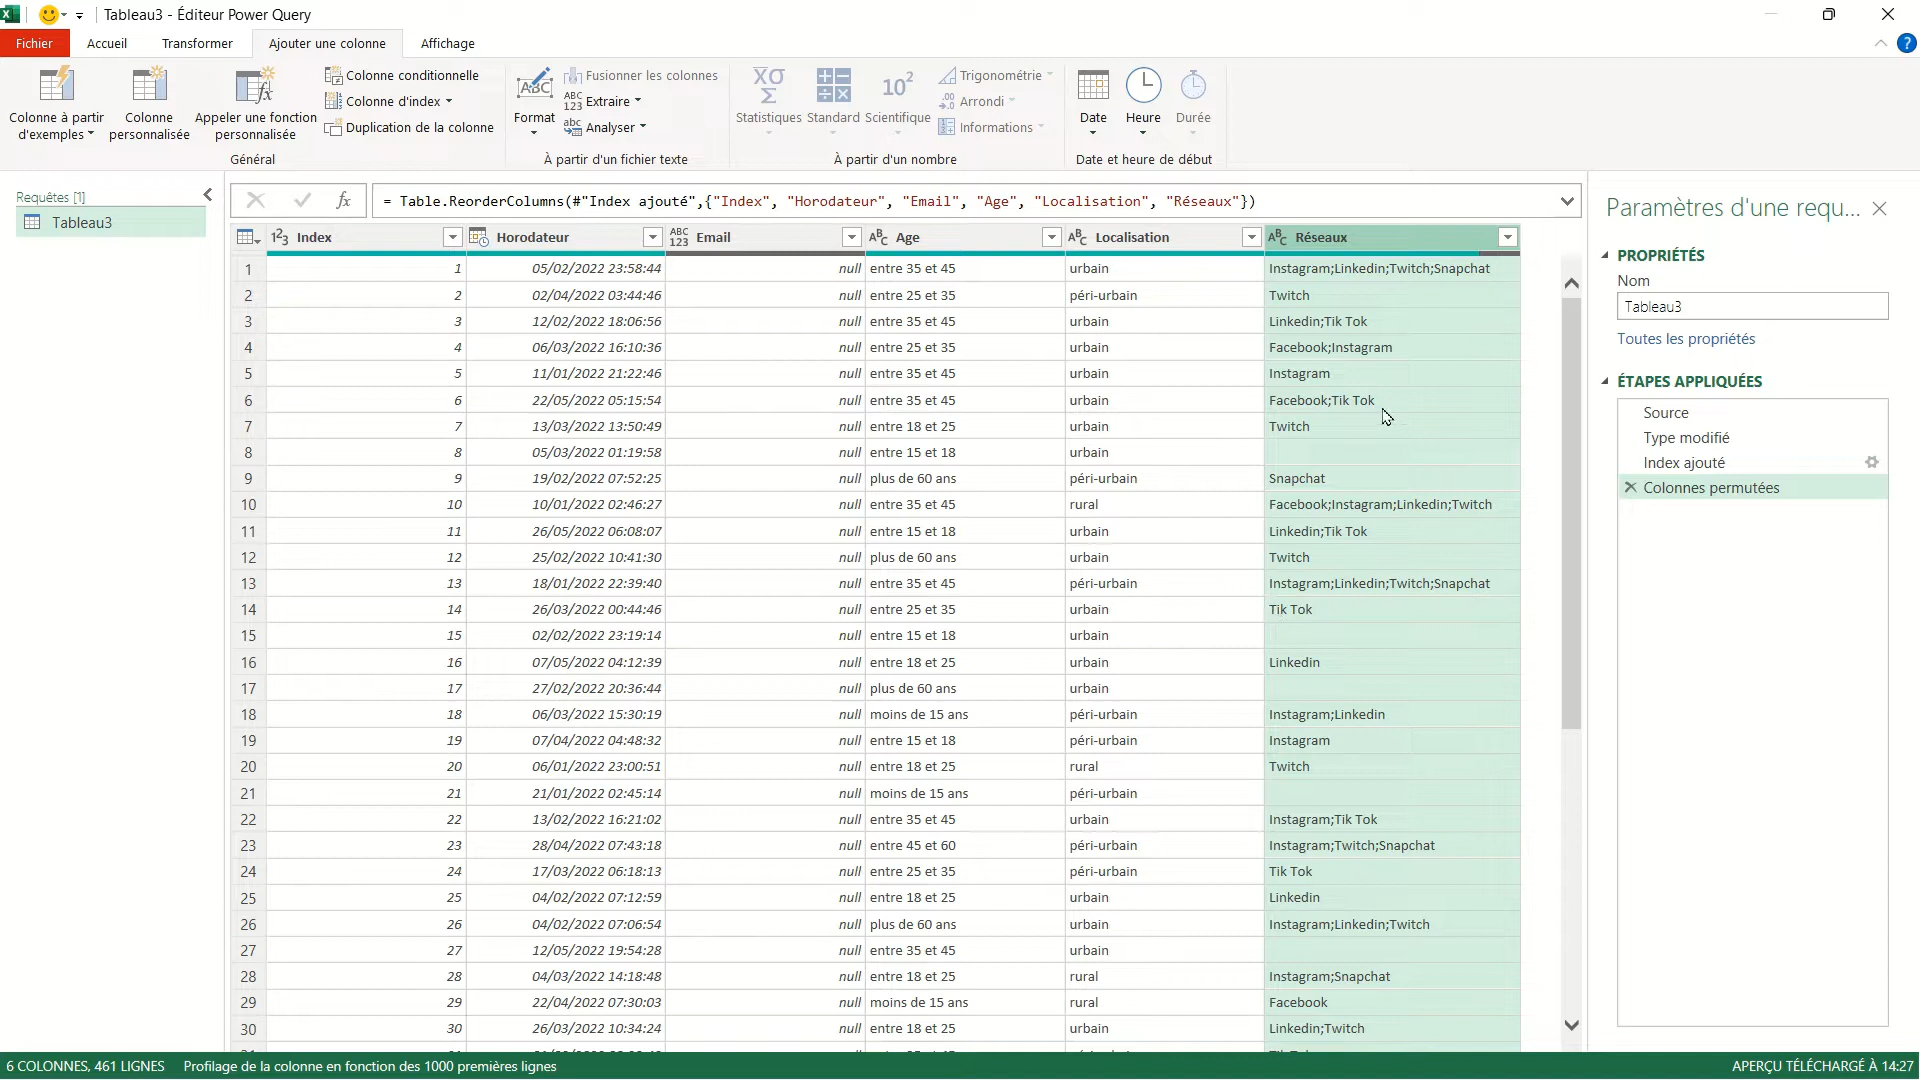 Tableau3 - Éditeur Power Query
Fichier Accueil Transformer Ajouter une colonne Affichage
Colonne à partir d'exemples
Colonne personnalisée
Appeler une fonction personnalisée
Colonne conditionnelle
Colonne d'index
Duplication de la colonne
Général
ABC
Format
Fusionner les colonnes
ABC 123 Extraire
abc Analyser
À partir d'un fichier texte
XΣσ Statistiques
Standard
10² Scientifique
Trigonométrie
.00 Arrondi
Informations
À partir d'un nombre
Date
Heure
Durée
Date et heure de début
Requêtes [1]
Tableau3
fx = Table.ReorderColumns(#"Index ajouté",{"Index", "Horodateur", "Email", "Age", "Localisation", "Réseaux"})
1²3 Index Horodateur ABC 123 Email ABC Age ABC Localisation ABC Réseaux
1 1 05/02/2022 23:58:44 null entre 35 et 45 urbain Instagram;Linkedin;Twitch;Snapchat
2 2 02/04/2022 03:44:46 null entre 25 et 35 péri-urbain Twitch
3 3 12/02/2022 18:06:56 null entre 35 et 45 urbain Linkedin;Tik Tok
4 4 06/03/2022 16:10:36 null entre 25 et 35 urbain Facebook;Instagram
5 5 11/01/2022 21:22:46 null entre 35 et 45 urbain Instagram
6 6 22/05/2022 05:15:54 null entre 35 et 45 urbain Facebook;Tik Tok
7 7 13/03/2022 13:50:49 null entre 18 et 25 urbain Twitch
8 8 05/03/2022 01:19:58 null entre 15 et 18 urbain
9 9 19/02/2022 07:52:25 null plus de 60 ans péri-urbain Snapchat
10 10 10/01/2022 02:46:27 null entre 35 et 45 rural Facebook;Instagram;Linkedin;Twitch
11 11 26/05/2022 06:08:07 null entre 15 et 18 urbain Linkedin;Tik Tok
12 12 25/02/2022 10:41:30 null plus de 60 ans urbain Twitch
13 13 18/01/2022 22:39:40 null entre 35 et 45 péri-urbain Instagram;Linkedin;Twitch;Snapchat
14 14 26/03/2022 00:44:46 null entre 25 et 35 urbain Tik Tok
15 15 02/02/2022 23:19:14 null entre 15 et 18 urbain
16 16 07/05/2022 04:12:39 null entre 18 et 25 urbain Linkedin
17 17 27/02/2022 20:36:44 null plus de 60 ans urbain
18 18 06/03/2022 15:30:19 null moins de 15 ans péri-urbain Instagram;Linkedin
19 19 07/04/2022 04:48:32 null entre 15 et 18 péri-urbain Instagram
20 20 06/01/2022 23:00:51 null entre 18 et 25 rural Twitch
21 21 21/01/2022 02:45:14 null moins de 15 ans péri-urbain
22 22 13/02/2022 16:21:02 null entre 35 et 45 urbain Instagram;Tik Tok
23 23 28/04/2022 07:43:18 null entre 45 et 60 péri-urbain Instagram;Twitch;Snapchat
24 24 17/03/2022 06:18:13 null entre 25 et 35 péri-urbain Tik Tok
25 25 04/02/2022 07:12:59 null entre 18 et 25 urbain Linkedin
26 26 04/02/2022 07:06:54 null plus de 60 ans urbain Instagram;Linkedin;Twitch
27 27 12/05/2022 19:54:28 null entre 35 et 45 urbain
28 28 04/03/2022 14:18:48 null entre 18 et 25 rural Instagram;Snapchat
29 29 22/04/2022 07:30:03 null moins de 15 ans rural Facebook
30 30 26/03/2022 10:34:24 null entre 18 et 25 urbain Linkedin;Twitch
Paramètres d'une requ...
PROPRIÉTÉS
Nom
Tableau3
Toutes les propriétés
ÉTAPES APPLIQUÉES
Source
Type modifié
Index ajouté
Colonnes permutées
6 COLONNES, 461 LIGNES Profilage de la colonne en fonction des 1000 premières lignes APERÇU TÉLÉCHARGÉ À 14:27